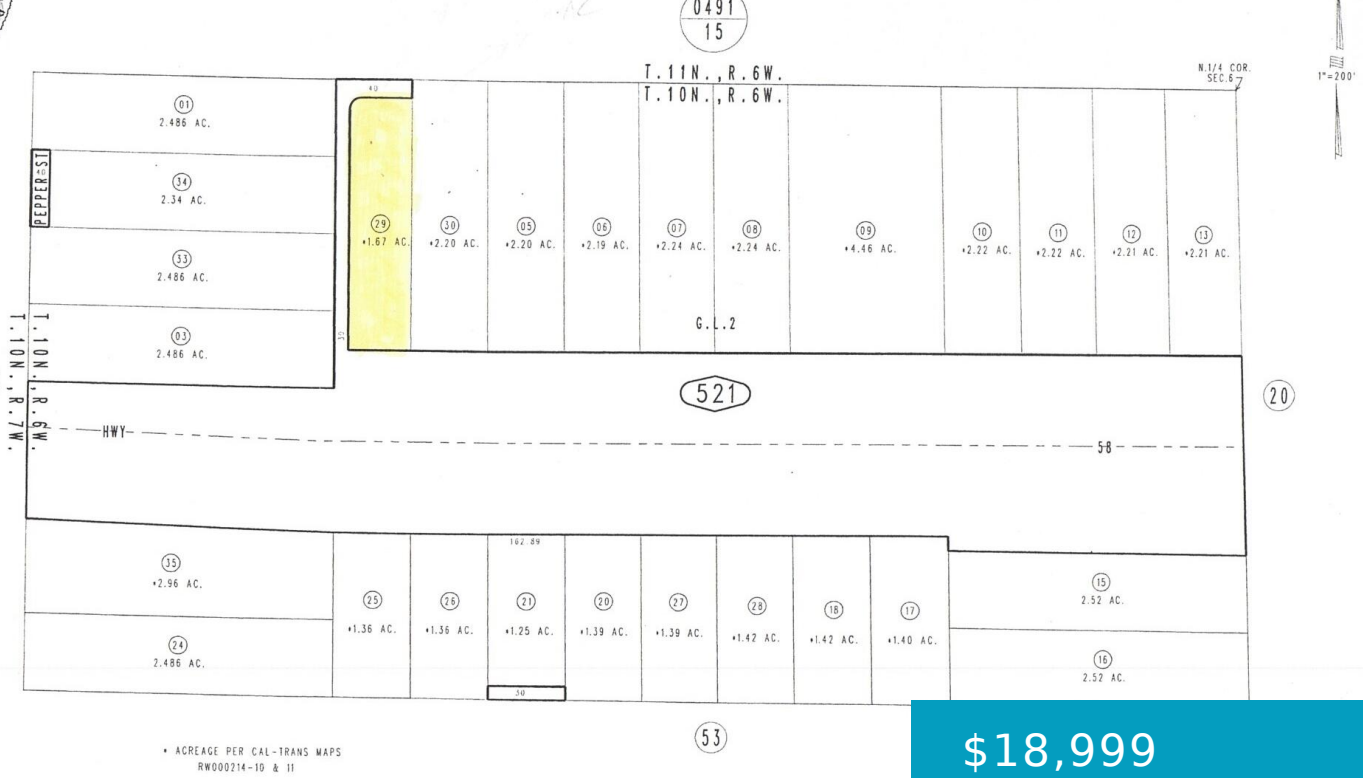 0491
15
T.11N.,R.6W.
T.10N.,R.6W.
N.1/4 COR.
SEC.6
1"=200'
01
2.486 AC.
40
PEPPER ST
40
34
2.34 AC.
33
2.486 AC.
03
2.486 AC.
30
29
*1.67 AC.
30
*2.20 AC.
05
*2.20 AC.
06
*2.19 AC.
07
*2.24 AC.
08
*2.24 AC.
09
*4.46 AC.
10
*2.22 AC.
11
*2.22 AC.
12
*2.21 AC.
13
*2.21 AC.
G.L.2
T.10N.,R.6W.
T.10N.,R.7W.
521
20
HWY
58
162.89
35
*2.96 AC.
24
2.486 AC.
25
*1.36 AC.
26
*1.36 AC.
21
*1.25 AC.
30
20
*1.39 AC.
27
*1.39 AC.
28
*1.42 AC.
18
*1.42 AC.
17
*1.40 AC.
15
2.52 AC.
16
2.52 AC.
53
* ACREAGE PER CAL-TRANS MAPS
RW000214-10 & 11
$18,999